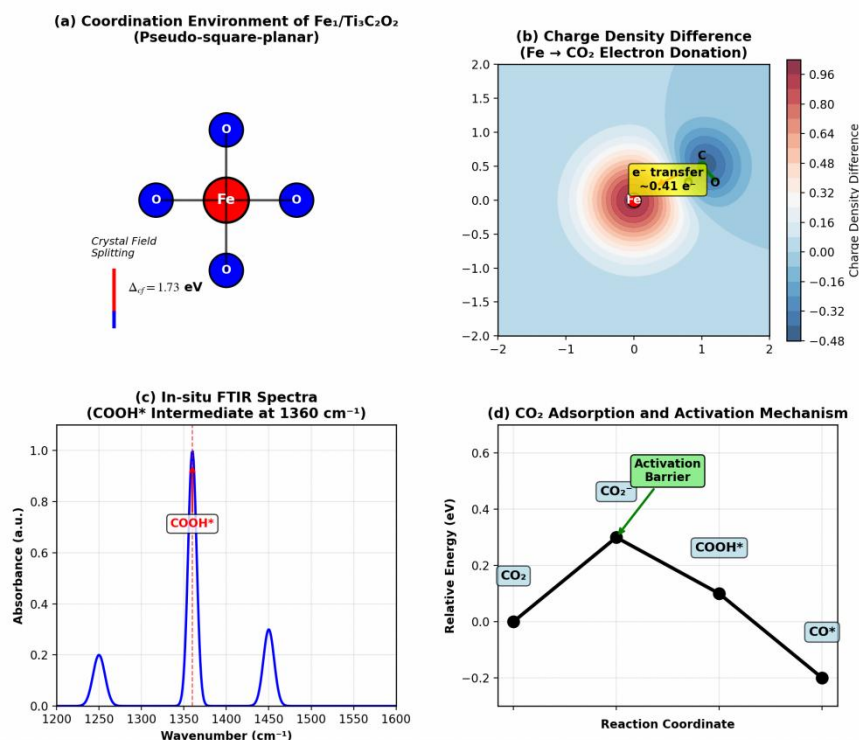 (a) Coordination Environment of Fe₁/Ti₃C₂O₂
(Pseudo-square-planar)
O
O
Fe
O
O
Crystal Field
Splitting
Δcf = 1.73 eV
(b) Charge Density Difference
(Fe → CO₂ Electron Donation)
2.0
1.5
1.0
0.5
0.0
−0.5
−1.0
−1.5
−2.0
−2
−1
0
1
2
C
O
e⁻ transfer
~0.41 e⁻
Fe
0.96
0.80
0.64
0.48
0.32
0.16
0.00
−0.16
−0.32
−0.48
Charge Density Difference
(c) In-situ FTIR Spectra
(COOH* Intermediate at 1360 cm⁻¹)
Absorbance (a.u.)
1.0
0.8
0.6
0.4
0.2
0.0
COOH*
1200
1250
1300
1350
1400
1450
1500
1550
1600
Wavenumber (cm⁻¹)
(d) CO₂ Adsorption and Activation Mechanism
Relative Energy (eV)
0.6
0.4
0.2
0.0
−0.2
Activation
Barrier
CO₂⁻
COOH*
CO₂
CO*
Reaction Coordinate